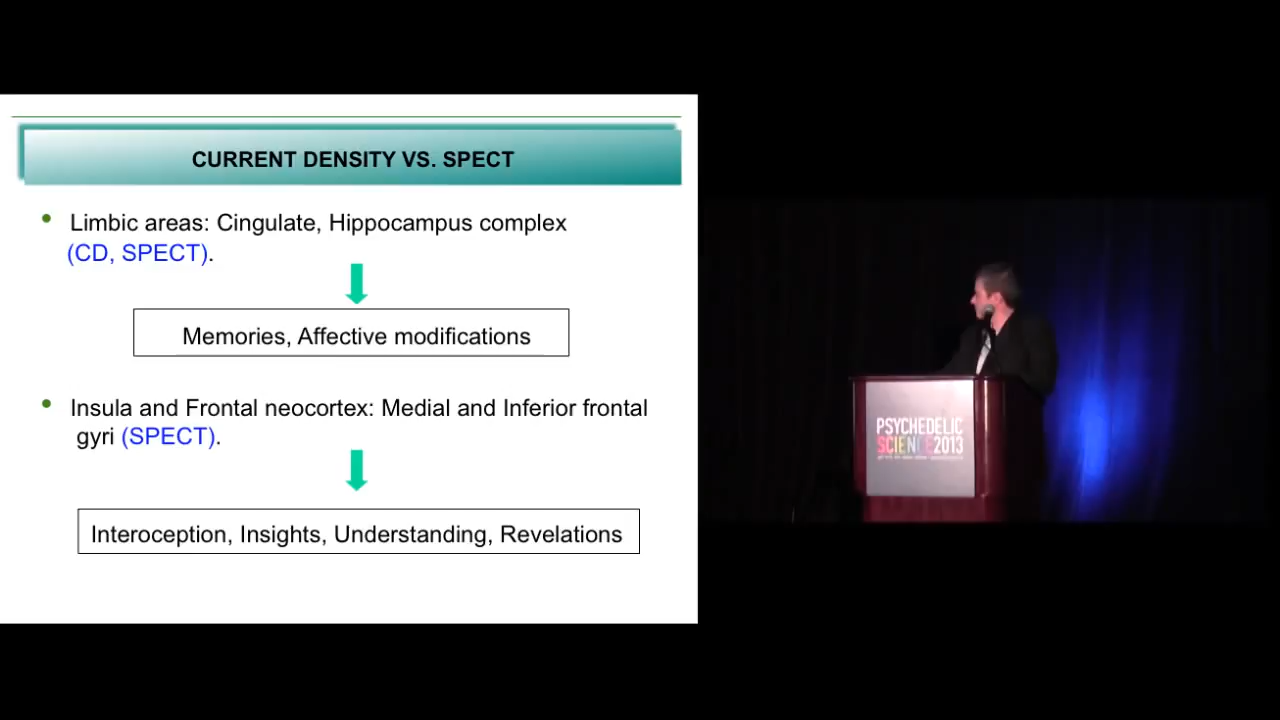 CURRENT DENSITY VS. SPECT
• Limbic areas: Cingulate, Hippocampus complex
(CD, SPECT).
Memories, Affective modifications
• Insula and Frontal neocortex: Medial and Inferior frontal
gyri (SPECT).
Interoception, Insights, Understanding, Revelations
PSYCHEDELIC
SCIENCE2013